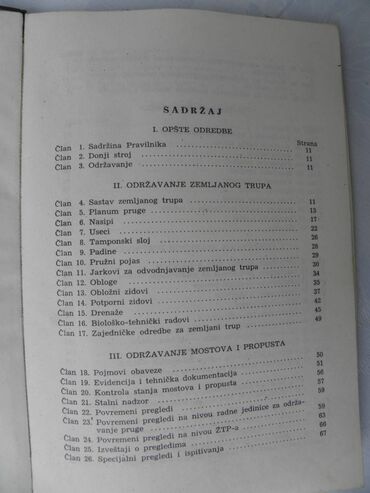 SADRŽAJ
I. OPŠTE ODREDBE
Strana
Član 1. Sadržina Pravilnika 11
Član 2. Donji stroj 11
Član 3. Održavanje 11
II. ODRŽAVANJE ZEMLJANOG TRUPA
Član 4. Sastav zemljanog trupa 11
Član 5. Planum pruge 13
Član 6. Nasipi 17
Član 7. Useci 22
Član 8. Tamponski sloj 26
Član 9. Padine 28
Član 10. Pružni pojas
Član 11. Jarkovi za odvodnjavanje zemljanog trupa 34
Član 12. Obloge 35
Član 13. Obložni zidovi 37
Član 14. Potporni zidovi 42
Član 15. Drenaže 45
Član 16. Biološko-tehnički radovi 49
Član 17. Zajedničke odredbe za zemljani trup
III. ODRŽAVANJE MOSTOVA I PROPUSTA
Član 18. Pojmovi obaveze 50
Član 19. Evidencija i tehnička dokumentacija 51
Član 20. Kontrola stanja mostova i propusta 57
Član 21. Stalni nadzor 59
Član 22. Povremeni pregledi
Član 23. Povremeni pregledi na nivou radne jedinice za održa-
vanje pruge 59
Član 24. Povremeni pregledi na nivou ŽTP-a 63
Član 25. Izveštaji o pregledima 66
Član 26. Specijalni pregledi i ispitivanja 67